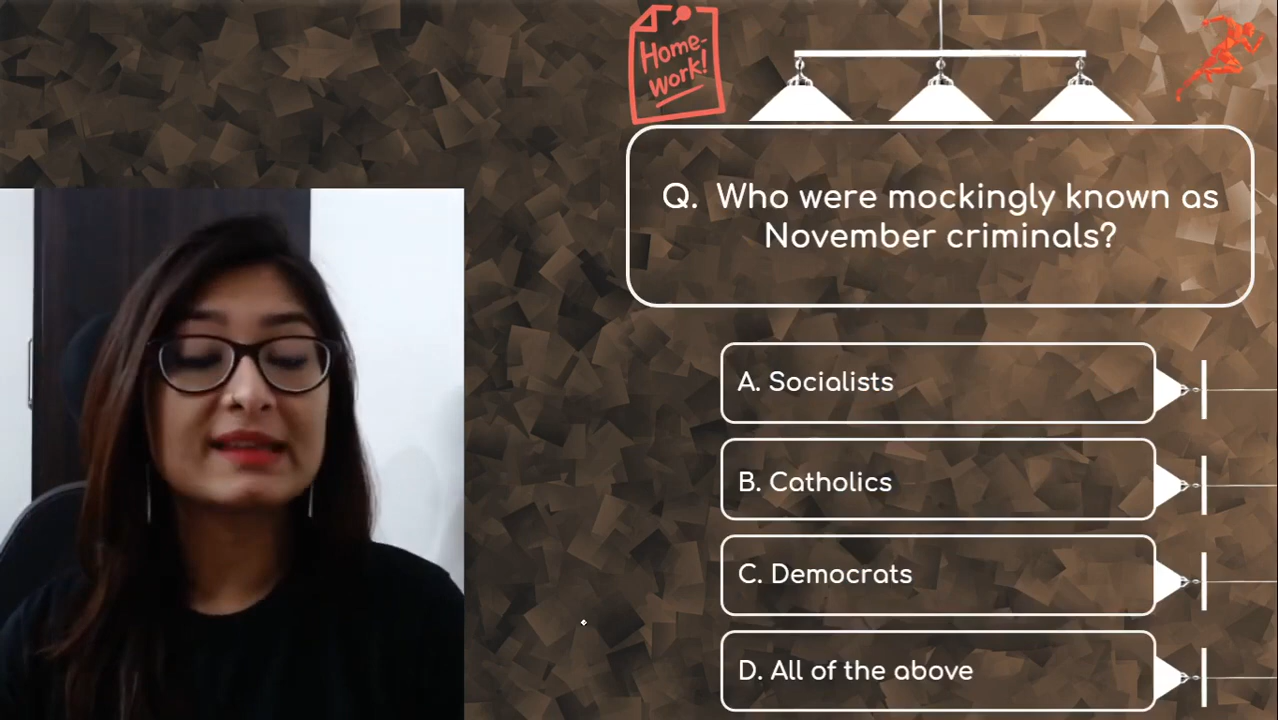 Home-
work!
Q. Who were mockingly known as
November criminals?
A. Socialists
B. Catholics
C. Democrats
D. All of the above